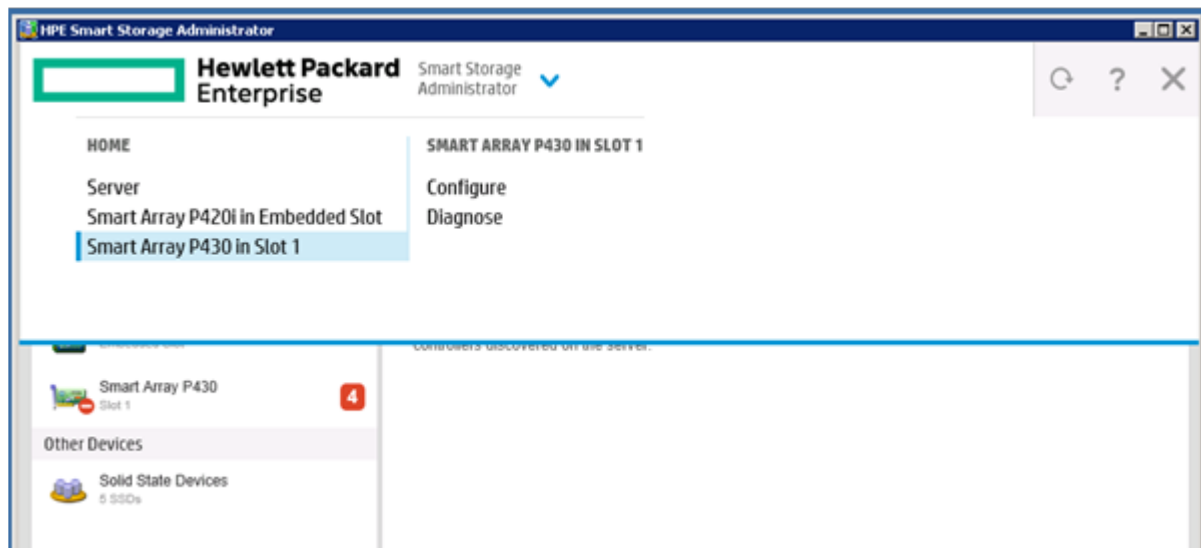 HPE Smart Storage Administrator
Hewlett Packard
Enterprise
Smart Storage
Administrator
?
HOME
Server
Smart Array P420i in Embedded Slot
Smart Array P430 in Slot 1
SMART ARRAY P430 IN SLOT 1
Configure
Diagnose
controllers discovered on the server.
Smart Array P430
Slot 1
4
Other Devices
Solid State Devices
5 SSDs